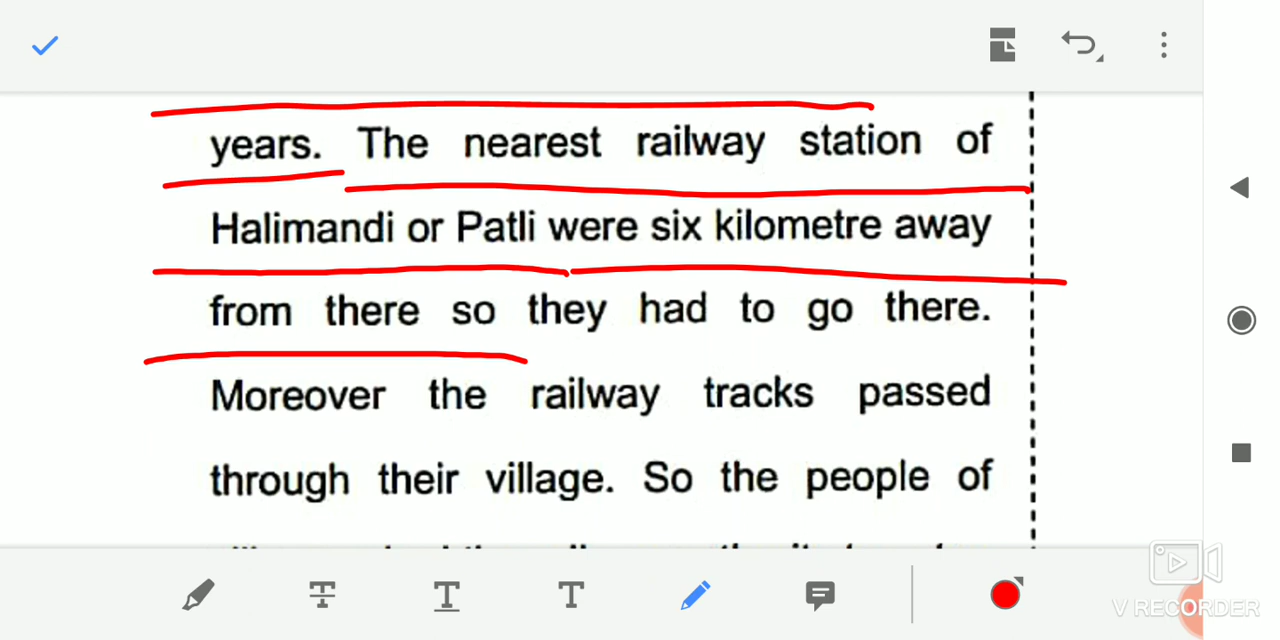 years. The nearest railway station of
Halimandi or Patli were six kilometre away
from there so they had to go there.
Moreover the railway tracks passed
through their village. So the people of
V RECORDER